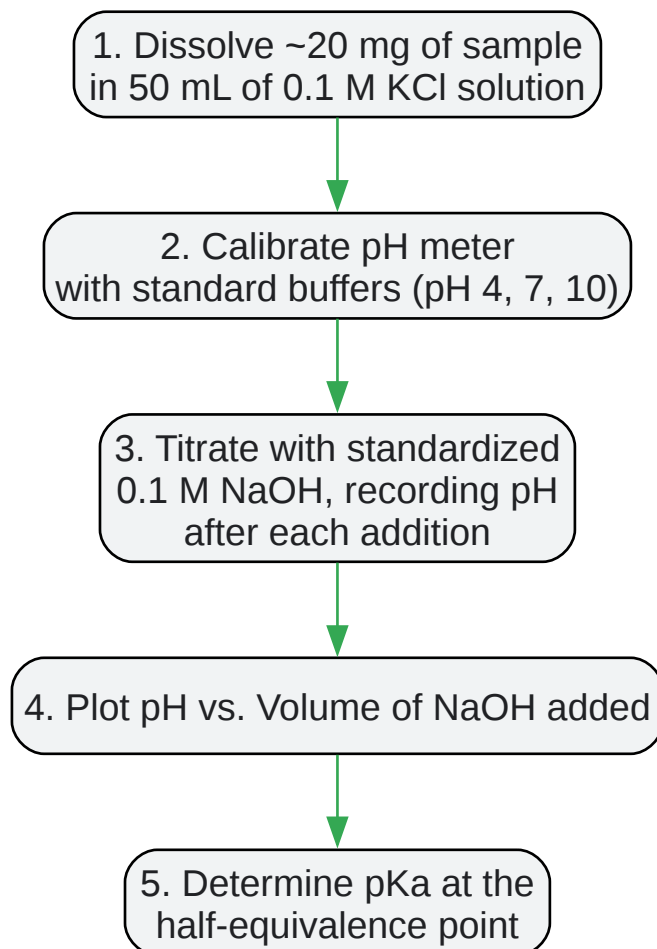 1. Dissolve ~20 mg of sample
in 50 mL of 0.1 M KCl solution
2. Calibrate pH meter
with standard buffers (pH 4, 7, 10)
3. Titrate with standardized
0.1 M NaOH, recording pH
after each addition
4. Plot pH vs. Volume of NaOH added
5. Determine pKa at the
half-equivalence point